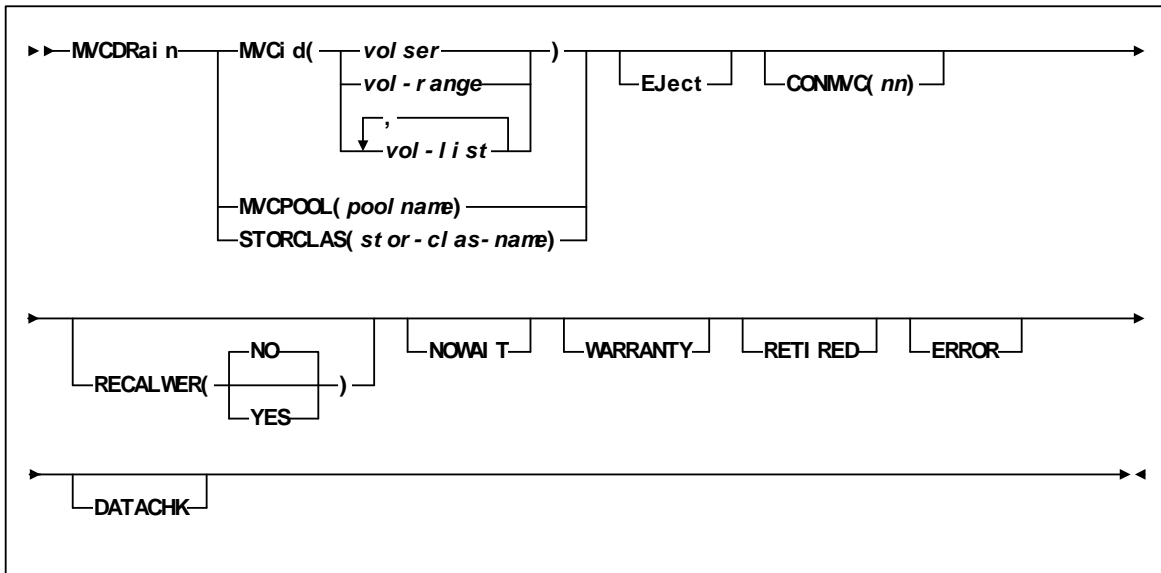 MVCDRain MVCid( volser )
vol-range
EJect CONMVC( nn)
,
vol-list
MVCPOOL( poolname)
STORCLAS( stor-clas-name)
NO NOWAIT WARRANTY RETIRED ERROR
RECALWER( )
YES
DATACHK